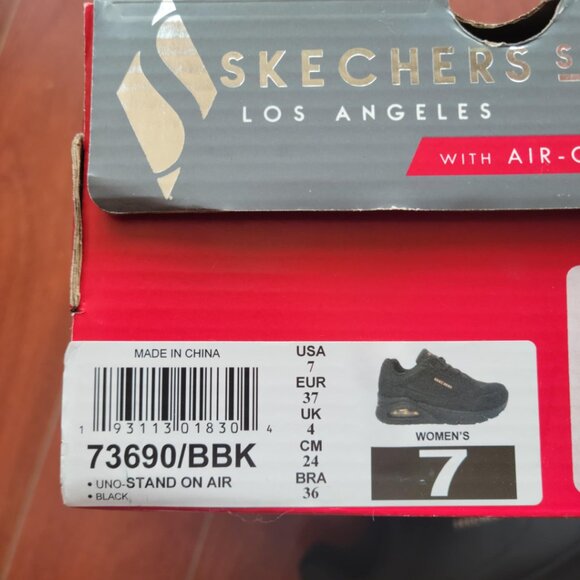 SKECHERS S
LOS ANGELES
WITH AIR-C
MADE IN CHINA
1 93113 01830 4
73690/BBK
• UNO-STAND ON AIR
• BLACK
USA
7
EUR
37
UK
4
CM
24
BRA
36
SKECHERS
WOMEN'S
7